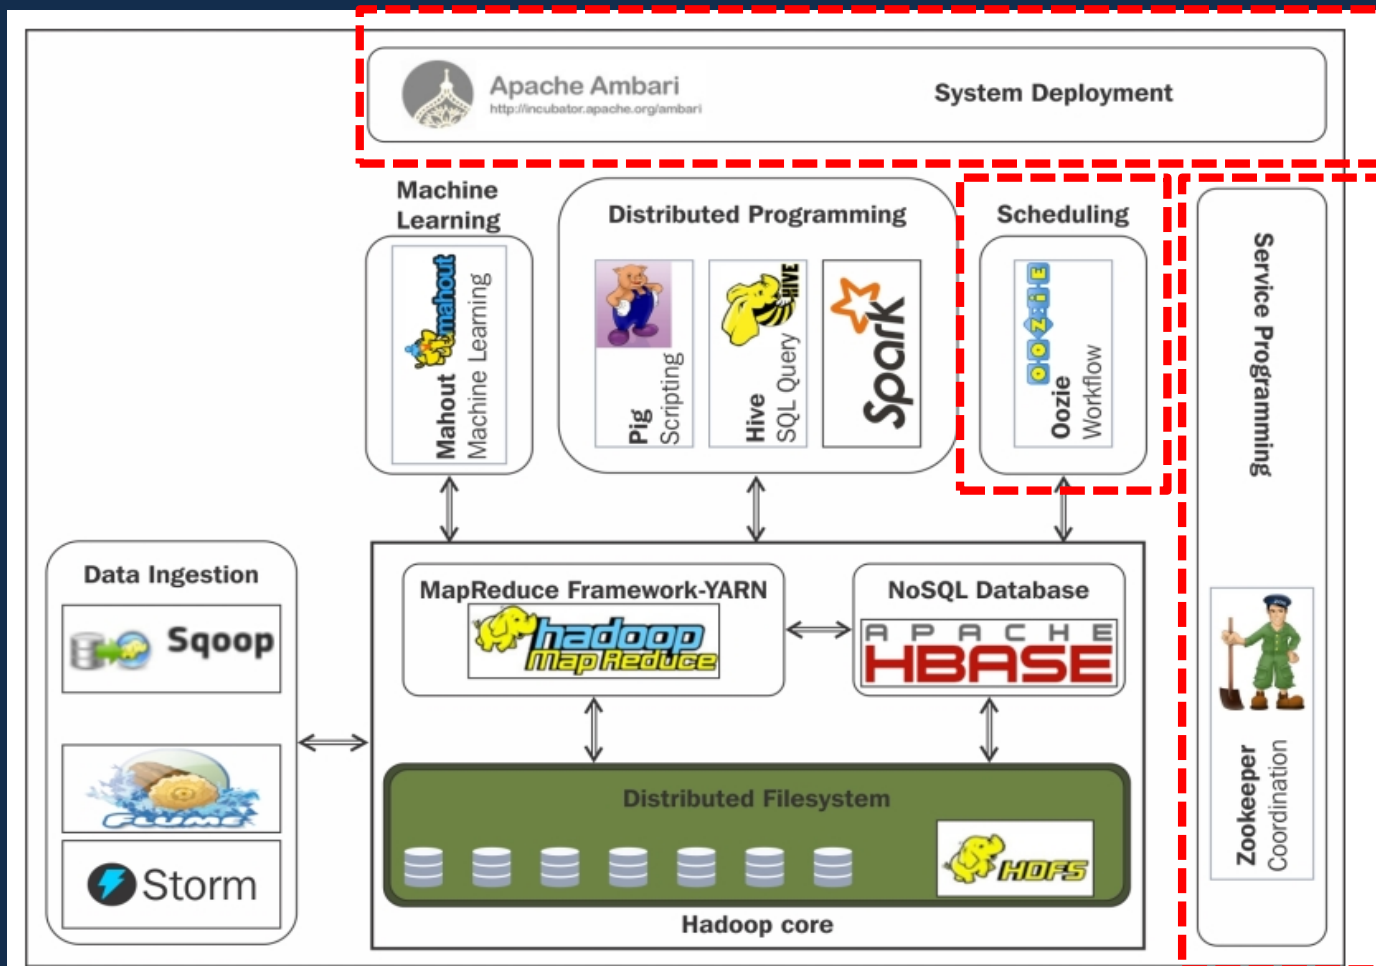 Apache Ambari
http://incubator.apache.org/ambari
System Deployment
Machine
Learning
mahout
Mahout
Machine Learning
Distributed Programming
Pig
Scripting
HIVE
Hive
SQL Query
Spark
Scheduling
OOZIE
Oozie
Workflow
Service Programming
Zookeeper
Coordination
Data Ingestion
Sqoop
FLUME
Storm
MapReduce Framework-YARN
hadoop
Map Reduce
NoSQL Database
APACHE
HBASE
Distributed Filesystem
HDFS
Hadoop core